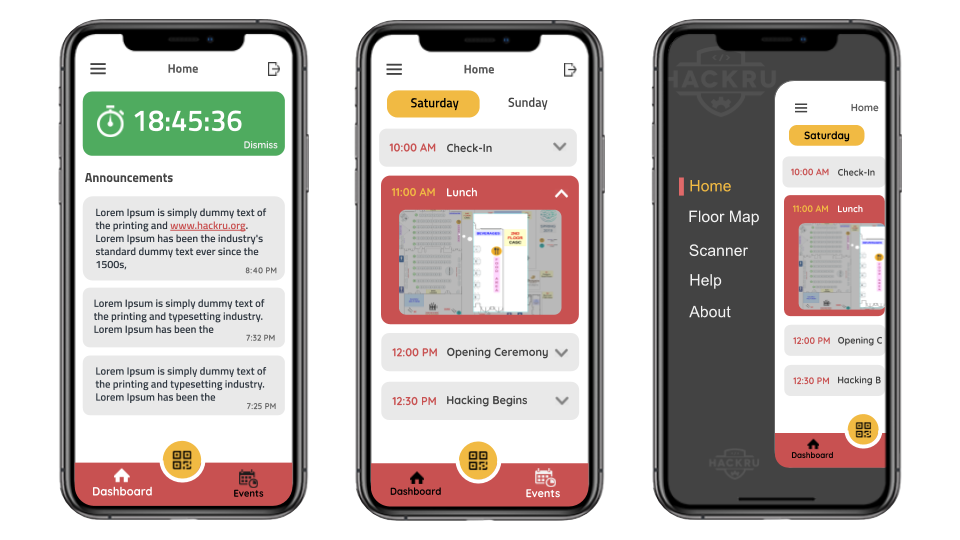 Home
18:45:36
Dismiss
Announcements
Lorem Ipsum is simply dummy text of
the printing and www.hackru.org.
Lorem Ipsum has been the industry's
standard dummy text ever since the
1500s,
8:40 PM
Lorem Ipsum is simply dummy text of
the printing and typesetting industry.
Lorem Ipsum has been the
7:32 PM
Lorem Ipsum is simply dummy text of
the printing and typesetting industry.
Lorem Ipsum has been the
7:25 PM
Dashboard
Events
Home
Saturday
Sunday
10:00 AM Check-In
11:00 AM Lunch
BEVERAGES
2ND
FLOOR
12:00 PM Opening Ceremony
12:30 PM Hacking Begins
Dashboard
Events
HACKRU
Home
Floor Map
Scanner
Help
About
Home
Saturday
10:00 AM Check-In
11:00 AM Lunch
12:00 PM Opening C
12:30 PM Hacking B
HACKRU
Dashboard